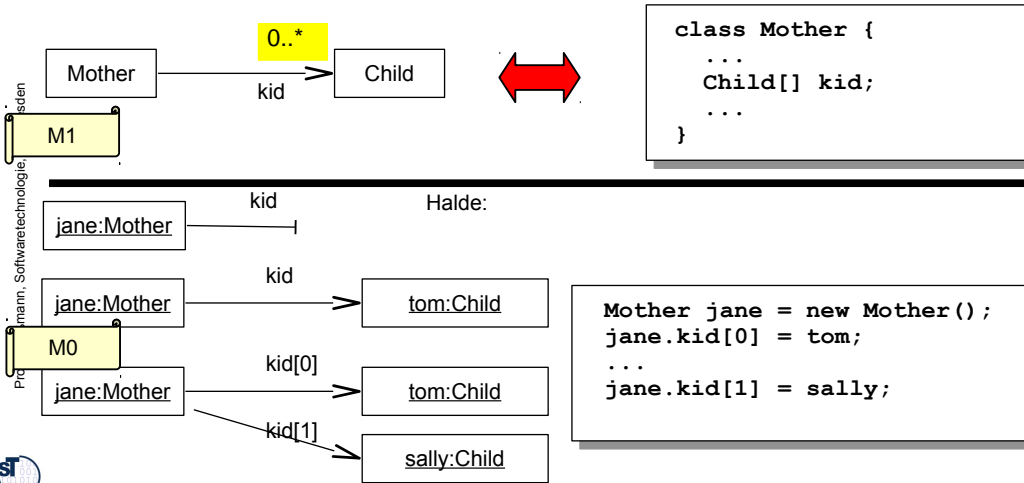 0..*
Mother
Child
kid
M1
class Mother {
...
Child[] kid;
...
}
kid
Halde:
jane:Mother
kid
jane:Mother
tom:Child
M0
kid[0]
jane:Mother
tom:Child
kid[1]
sally:Child
Mother jane = new Mother();
jane.kid[0] = tom;
...
jane.kid[1] = sally;
Softwaretechnologie,
ST